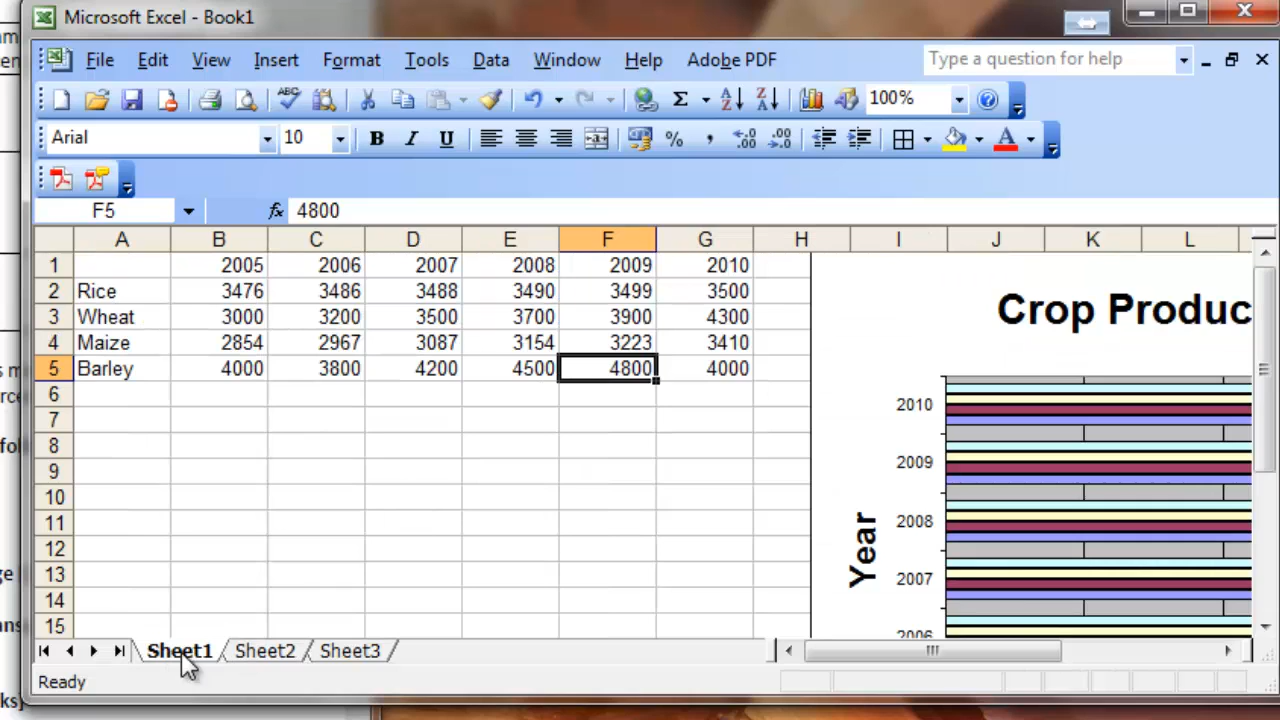 Microsoft Excel - Book1
File Edit View Insert Format Tools Data Window Help Adobe PDF Type a question for help
ABC Σ A Z Z A 100% ?
Arial 10 B I U % , .00 A
F5 fx 4800
A B C D E F G H I J K L
1 2005 2006 2007 2008 2009 2010
2 Rice 3476 3486 3488 3490 3499 3500
3 Wheat 3000 3200 3500 3700 3900 4300
4 Maize 2854 2967 3087 3154 3223 3410
5 Barley 4000 3800 4200 4500 4800 4000
6
7
8
9
10
11
12
13
14
15
Crop Produc
2010
2009
2008
2007
2006
Year
Sheet1 Sheet2 Sheet3
Ready